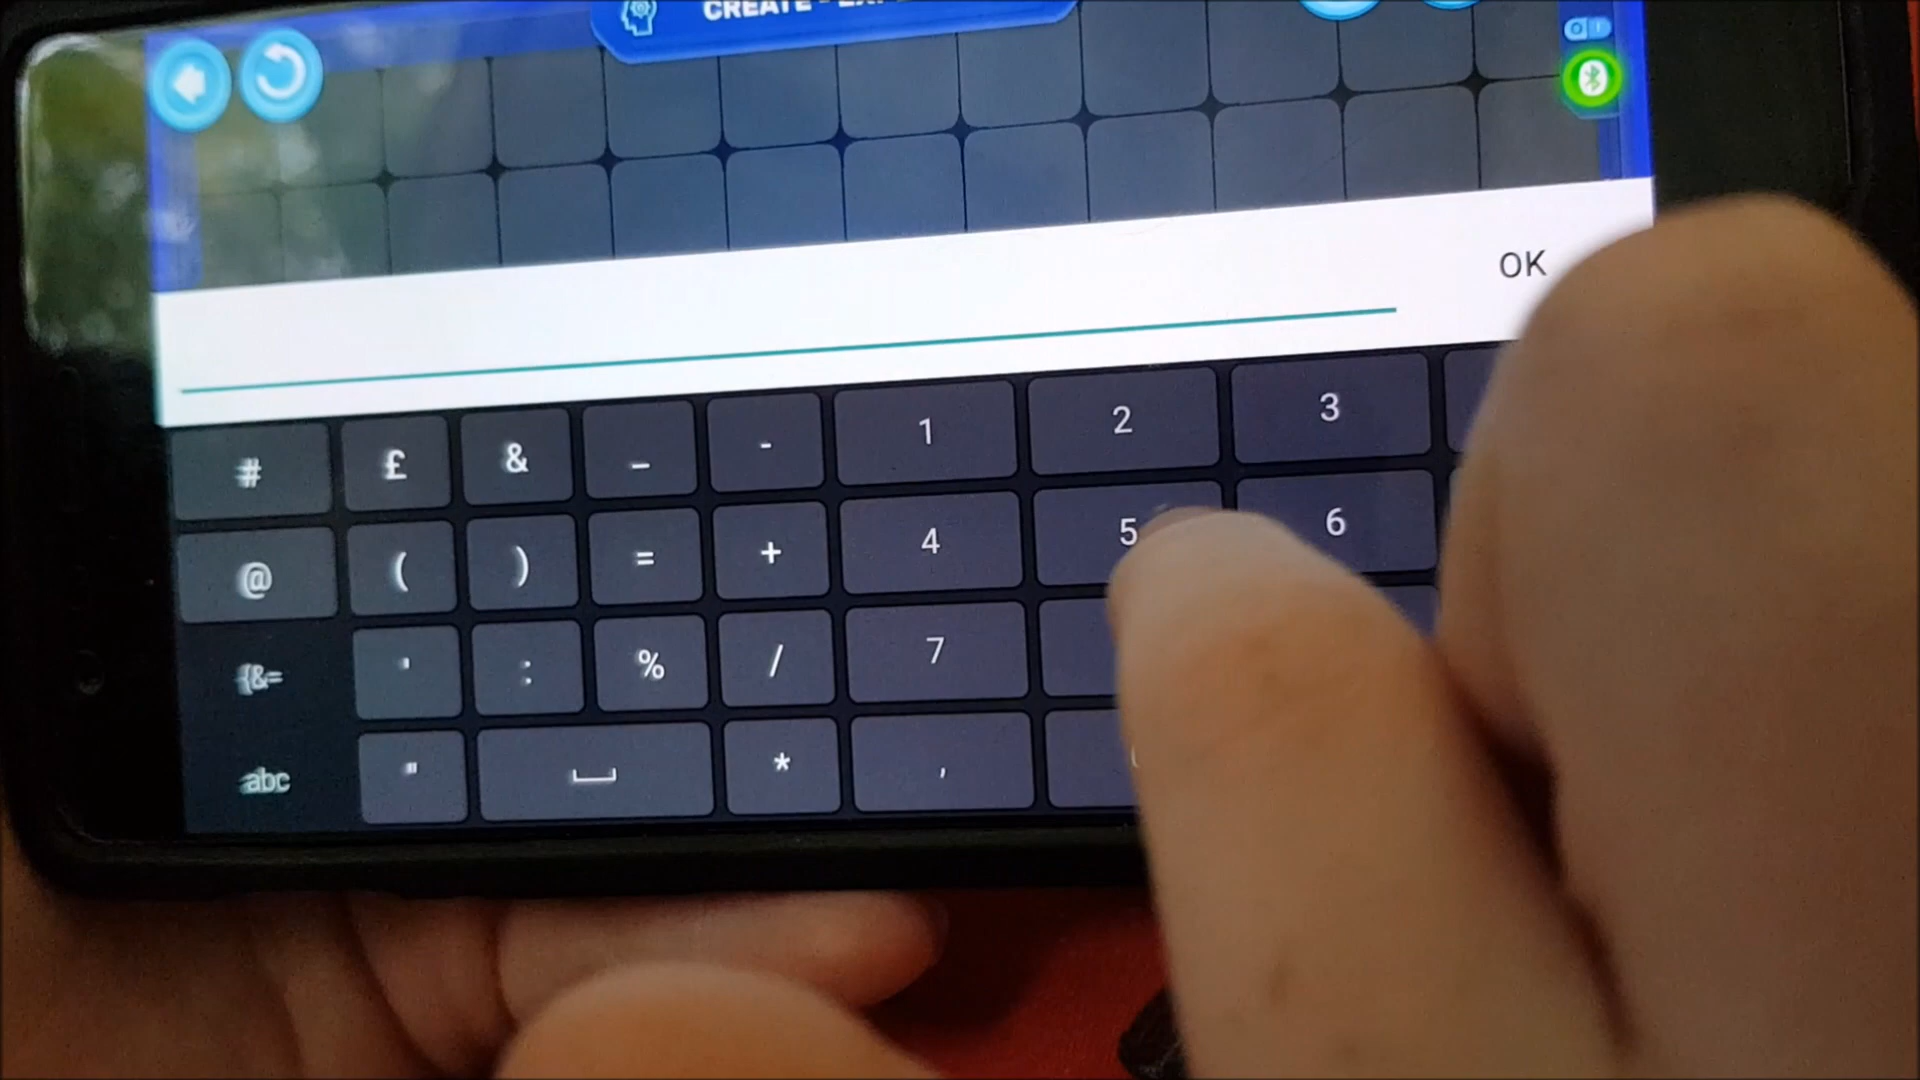 CREATE -
OK
# £ & _ - 1 2 3
@ ( ) = + 4 5 6
{&= ' : % / 7
abc " * ,